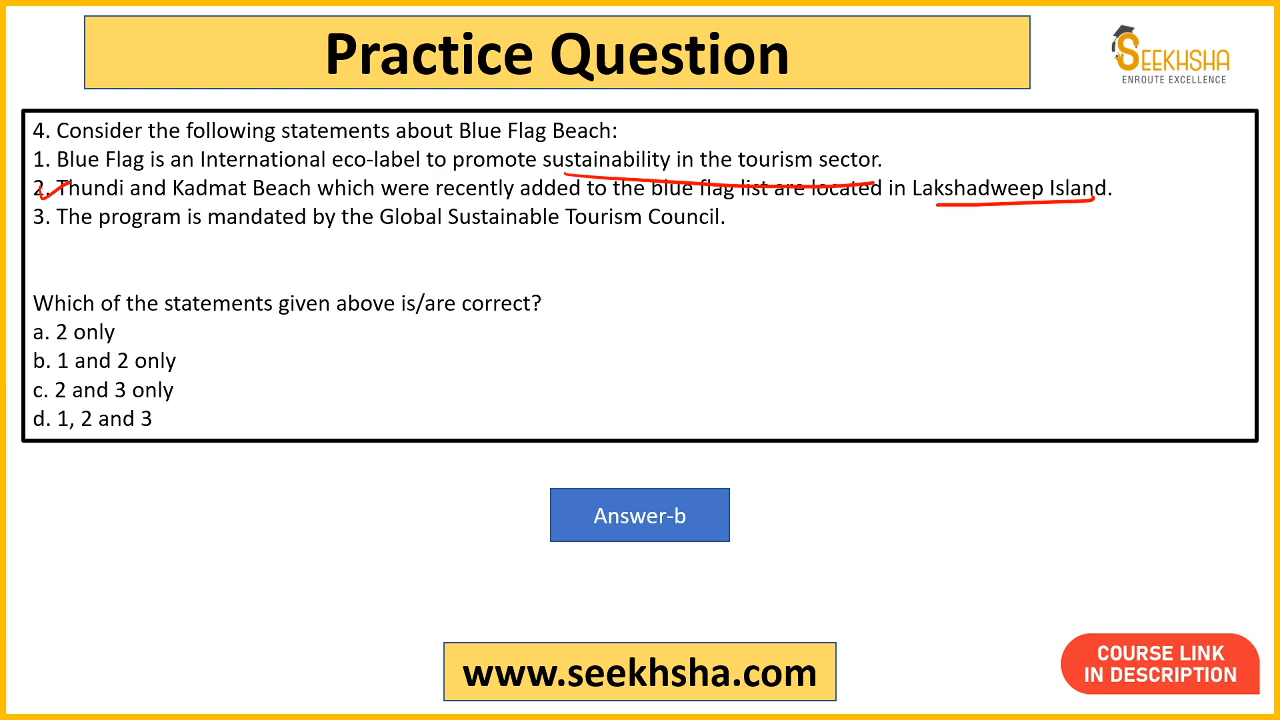 Practice Question
SEEKHSHA
ENROUTE EXCELLENCE
4. Consider the following statements about Blue Flag Beach:
1. Blue Flag is an International eco-label to promote sustainability in the tourism sector.
2. Thundi and Kadmat Beach which were recently added to the blue flag list are located in Lakshadweep Island.
3. The program is mandated by the Global Sustainable Tourism Council.
Which of the statements given above is/are correct?
a. 2 only
b. 1 and 2 only
c. 2 and 3 only
d. 1, 2 and 3
Answer-b
www.seekhsha.com
COURSE LINK
IN DESCRIPTION